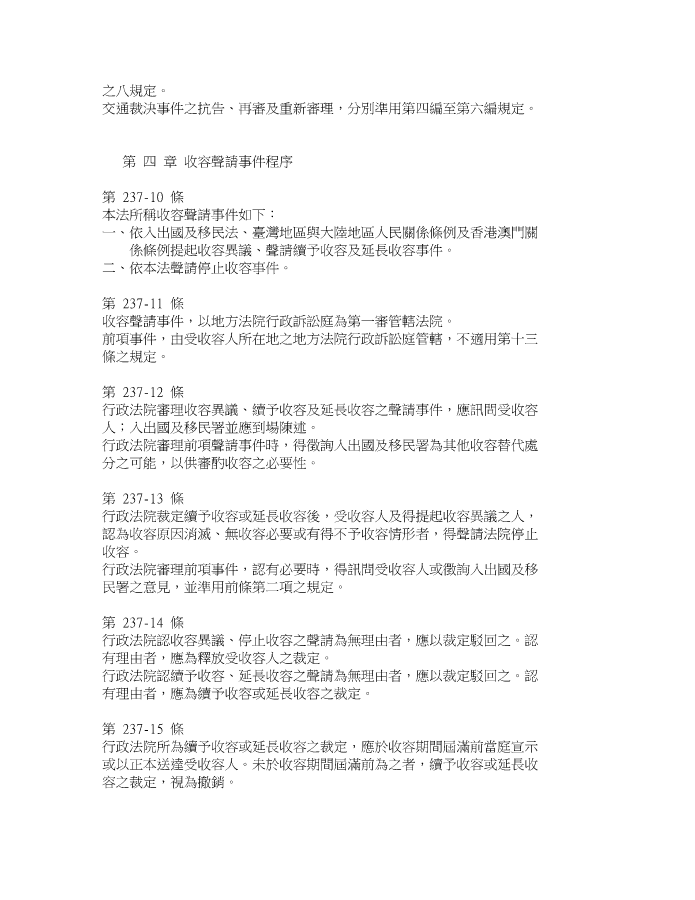 之八規定。
交通裁決事件之抗告、再審及重新審理，分別準用第四編至第六編規定。
第 四 章 收容聲請事件程序
第 237-10 條
本法所稱收容聲請事件如下：
一、依入出國及移民法、臺灣地區與大陸地區人民關係條例及香港澳門關
係條例提起收容異議、聲請續予收容及延長收容事件。
二、依本法聲請停止收容事件。
第 237-11 條
收容聲請事件，以地方法院行政訴訟庭為第一審管轄法院。
前項事件，由受收容人所在地之地方法院行政訴訟庭管轄，不適用第十三
條之規定。
第 237-12 條
行政法院審理收容異議、續予收容及延長收容之聲請事件，應訊問受收容
人；入出國及移民署並應到場陳述。
行政法院審理前項聲請事件時，得徵詢入出國及移民署為其他收容替代處
分之可能，以供審酌收容之必要性。
第 237-13 條
行政法院裁定續予收容或延長收容後，受收容人及得提起收容異議之人，
認為收容原因消滅、無收容必要或有得不予收容情形者，得聲請法院停止
收容。
行政法院審理前項事件，認有必要時，得訊問受收容人或徵詢入出國及移
民署之意見，並準用前條第二項之規定。
第 237-14 條
行政法院認收容異議、停止收容之聲請為無理由者，應以裁定駁回之。認
有理由者，應為釋放受收容人之裁定。
行政法院認續予收容、延長收容之聲請為無理由者，應以裁定駁回之。認
有理由者，應為續予收容或延長收容之裁定。
第 237-15 條
行政法院所為續予收容或延長收容之裁定，應於收容期間屆滿前當庭宣示
或以正本送達受收容人。未於收容期間屆滿前為之者，續予收容或延長收
容之裁定，視為撤銷。